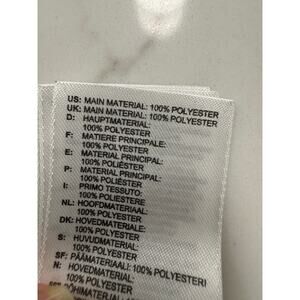 US: MAIN MATERIAL: 100% POLYESTER
UK: MAIN MATERIAL: 100% POLYESTER
D: HAUPTMATERIAL:
100% POLYESTER
F: MATIERE PRINCIPALE:
100% POLYESTER
E: MATERIAL PRINCIPAL:
100% POLIÉSTER
P: MATERIAL PRINCIPAL:
100% POLIÉSTER
I: PRIMO TESSUTO:
100% POLIESTERE
NL: HOOFDMATERIAAL:
100% POLYESTER
DK: HOVEDMATERIALE:
100% POLYESTER
S: HUVUDMATERIAL:
100% POLYESTER
SF: PÄÄMATERIAALI: 100% POLYESTERI
N: HOVEDMATERIAL:
100% POLYESTER